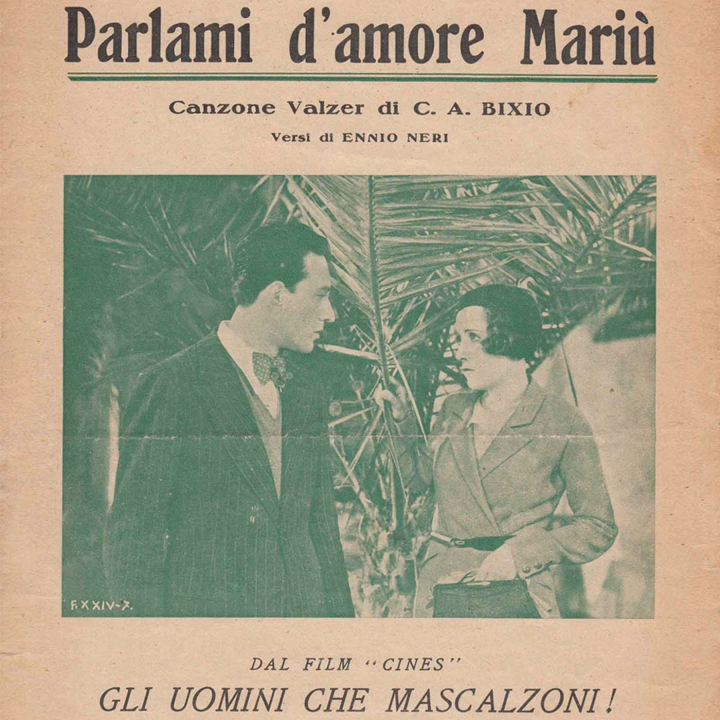 Parlami d'amore Mariù
Canzone Valzer di C. A. BIXIO
Versi di ENNIO NERI
F.XXIV-7.
DAL FILM "CINES"
GLI UOMINI CHE MASCALZONI!